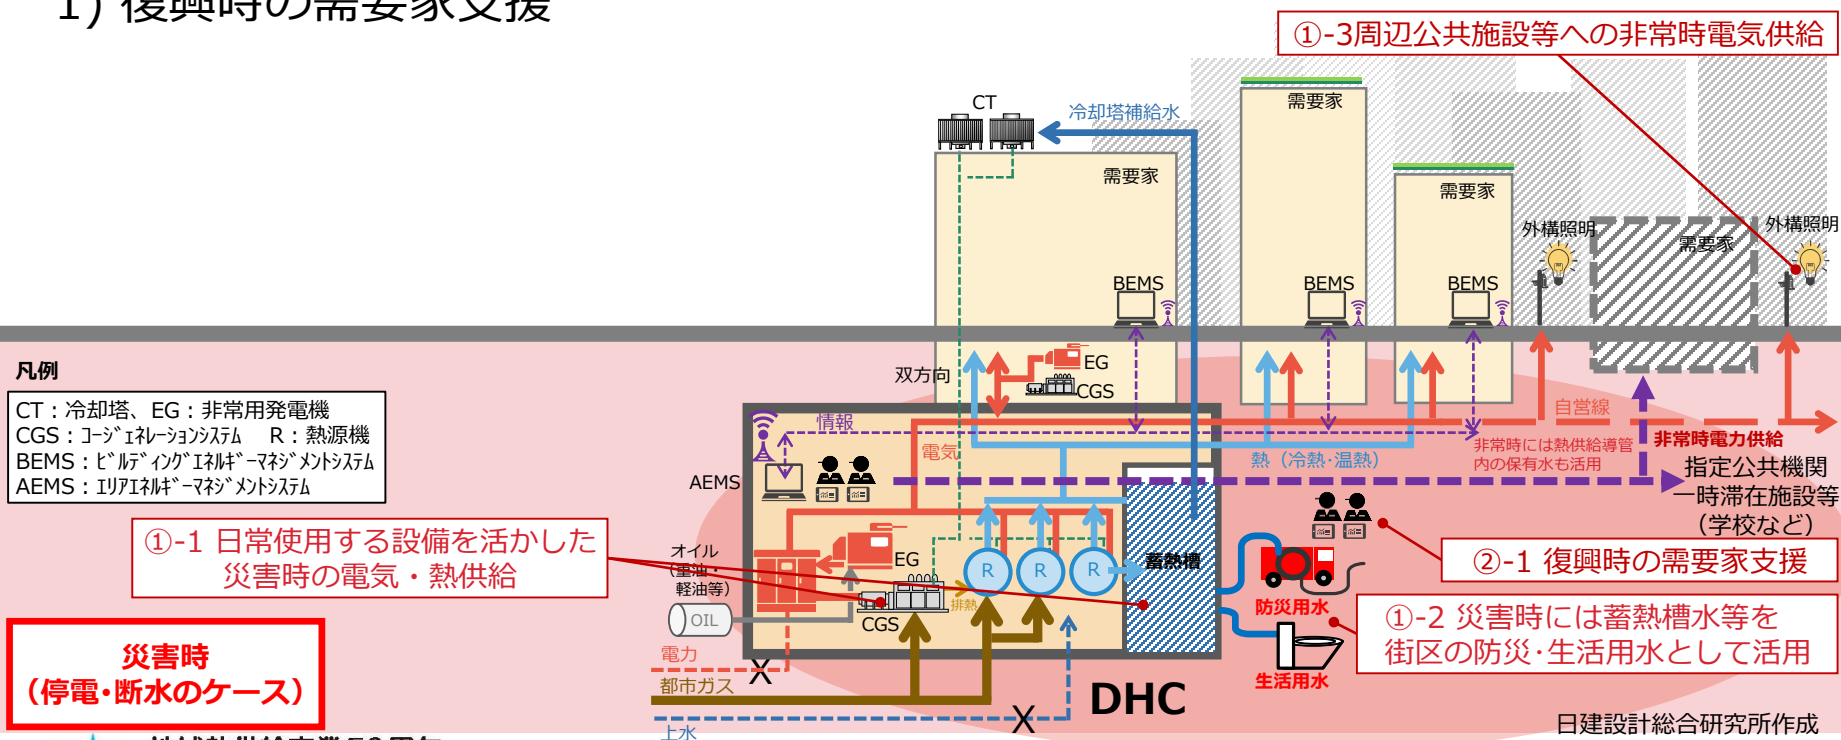 1) 復興時の需要家支援
①-3周辺公共施設等への非常時電気供給
CT
冷却塔補給水
需要家
需要家
需要家
需要家
外構照明
外構照明
BEMS
BEMS
BEMS
凡例
CT：冷却塔、EG：非常用発電機
CGS：ｺｰｼﾞｪﾈﾚｰｼｮﾝｼｽﾃﾑ　R：熱源機
BEMS：ﾋﾞﾙﾃﾞｨﾝｸﾞｴﾈﾙｷﾞｰﾏﾈｼﾞﾒﾝﾄｼｽﾃﾑ
AEMS：ｴﾘｱｴﾈﾙｷﾞｰﾏﾈｼﾞﾒﾝﾄｼｽﾃﾑ
双方向
EG
CGS
情報
電気
熱（冷熱･温熱）
自営線
非常時には熱供給導管
内の保有水も活用
非常時電力供給
指定公共機関
一時滞在施設等
（学校など）
AEMS
①-1 日常使用する設備を活かした
災害時の電気・熱供給
オイル
（重油・
軽油等）
OIL
EG
CGS
排熱
R
R
R
蓄熱槽
②-1 復興時の需要家支援
防災用水
生活用水
①-2 災害時には蓄熱槽水等を
街区の防災･生活用水として活用
災害時
（停電･断水のケース）
電力
X
都市ガス
上水
X
DHC
日建設計総合研究所作成